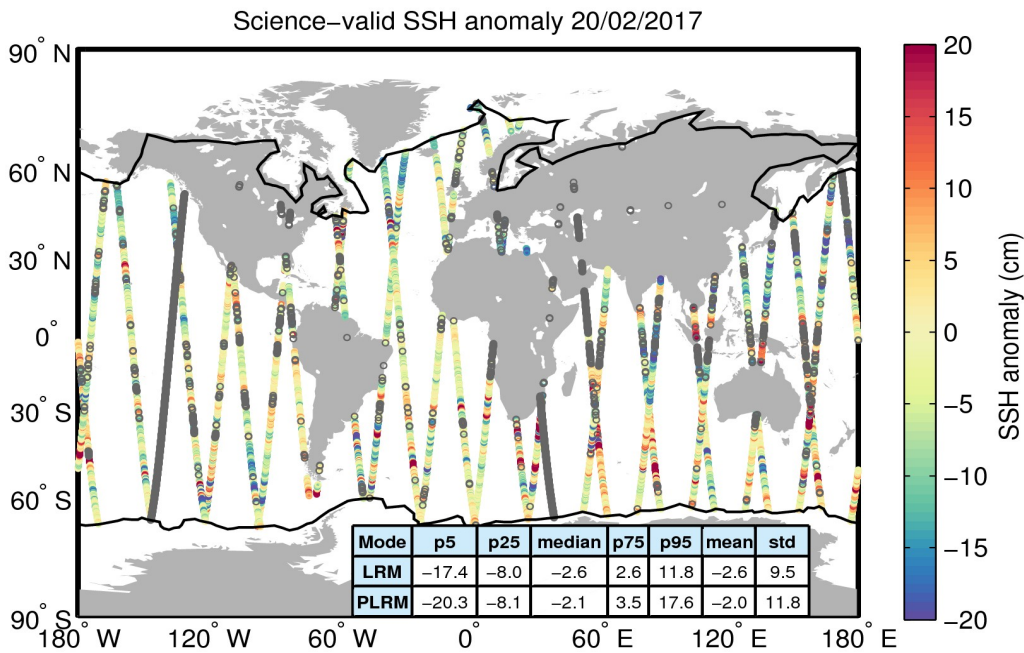 Science−valid SSH anomaly 20/02/2017
90° N
60° N
30° N
0°
30° S
60° S
90° S
180° W
120° W
60° W
0°
60° E
120° E
180° E
Mode p5 p25 median p75 p95 mean std
LRM −17.4 −8.0 −2.6 2.6 11.8 −2.6 9.5
PLRM −20.3 −8.1 −2.1 3.5 17.6 −2.0 11.8
20
15
10
5
0
−5
−10
−15
−20
SSH anomaly (cm)